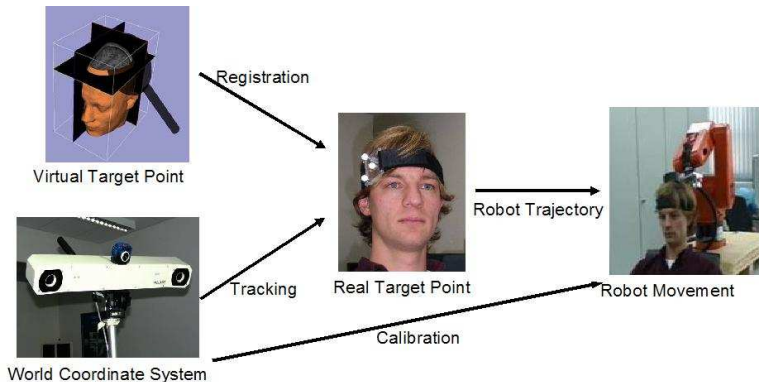 Registration
Virtual Target Point
Robot Trajectory
Tracking
Real Target Point
Robot Movement
Calibration
World Coordinate System